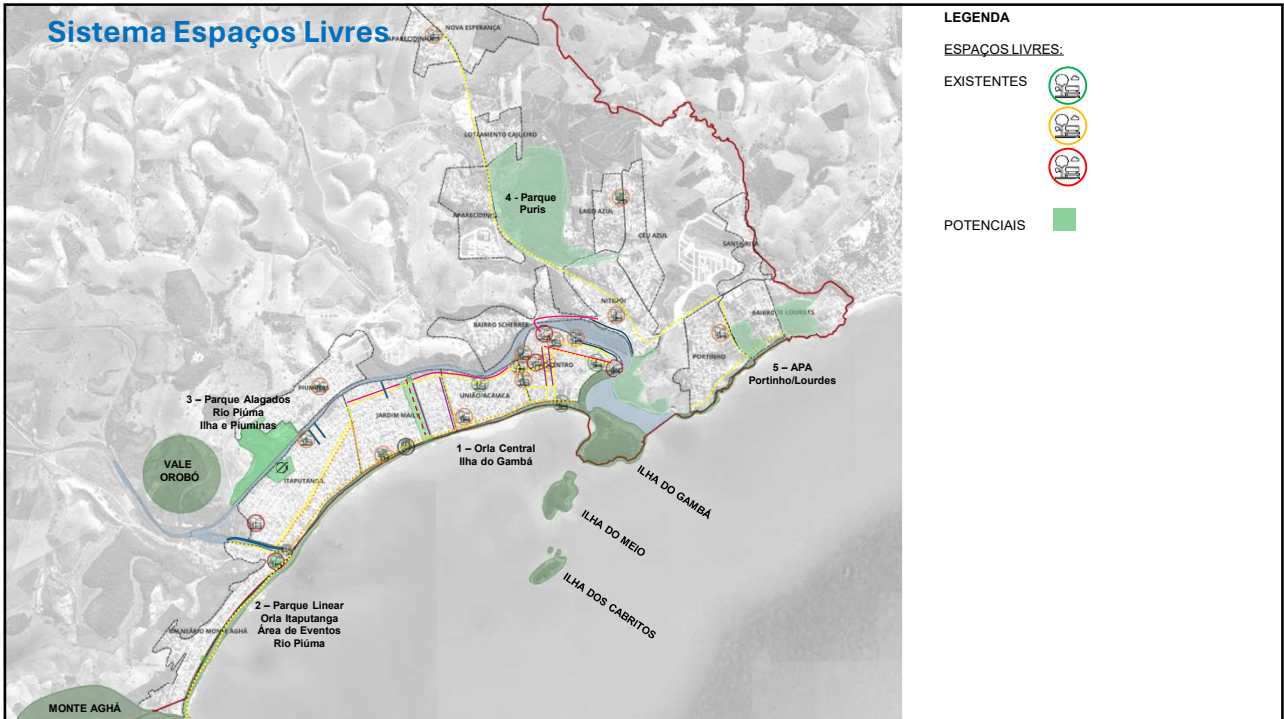 Sistema Espaços Livres
NOVA ESPERANÇA
APARECIDINHA
LOTEAMENTO CAJUEIRO
4 - Parque
Puris
APARECIDINHA
LAGO AZUL
CÉU AZUL
SANTA RITA
NITERÓI
BAIRRO DE LOURDES
BAIRRO SCHERRER
CENTRO
PORTINHO
5 – APA
Portinho/Lourdes
PIUMINAS
UNIÃO/ACAIACA
JARDIM MAILY
3 – Parque Alagados
Rio Piúma
Ilha e Piuminas
1 – Orla Central
Ilha do Gambá
VALE
OROBÓ
ITAPUTANGA
ILHA DO GAMBÁ
ILHA DO MEIO
ILHA DOS CABRITOS
2 – Parque Linear
Orla Itaputanga
Área de Eventos
Rio Piúma
BALNEÁRIO MONTE AGHÁ
MONTE AGHÁ
LEGENDA
ESPAÇOS LIVRES:
EXISTENTES
POTENCIAIS